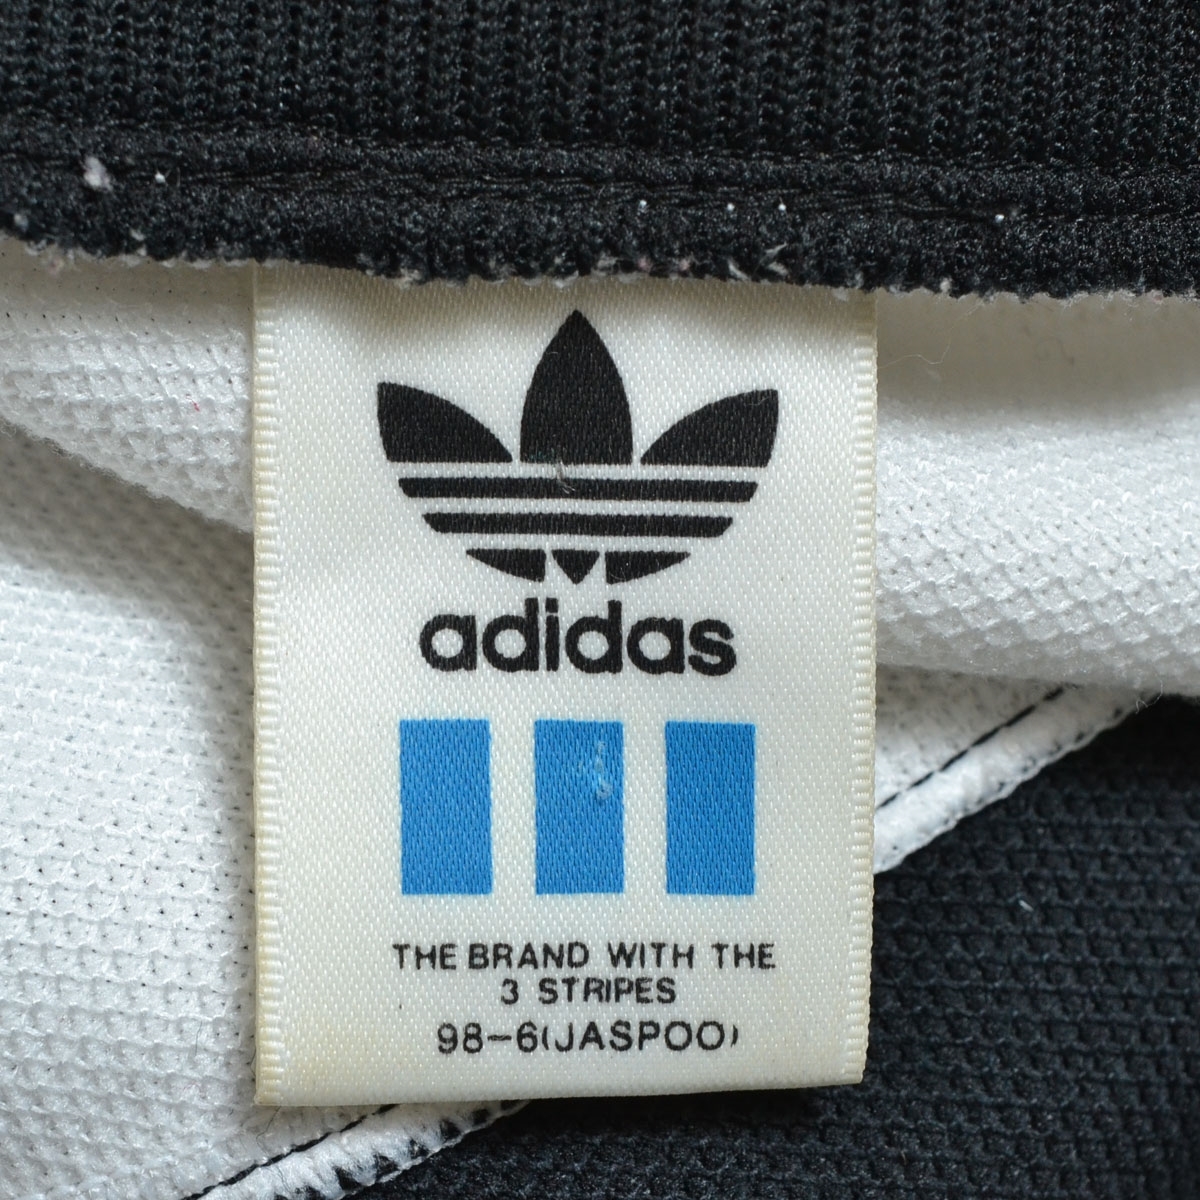 adidas
THE BRAND WITH THE
3 STRIPES
98-6(JASPOO)